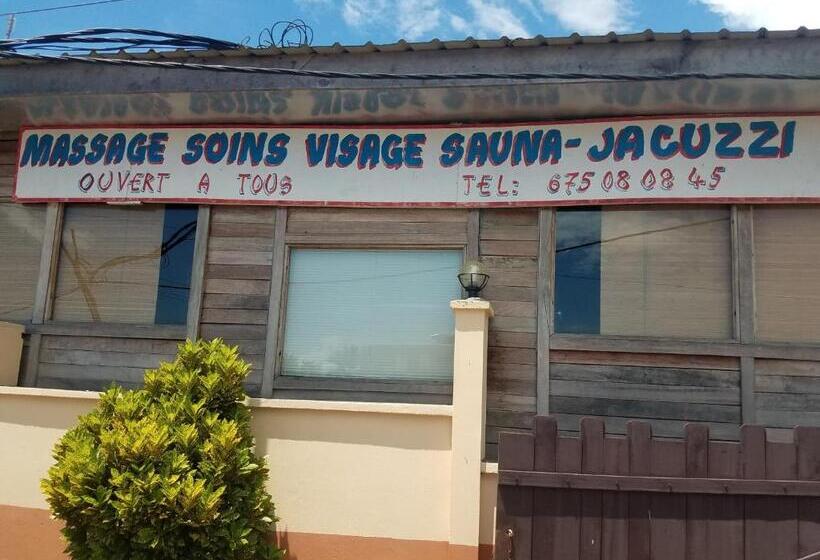 MASSAGE SOINS VISAGE SAUNA-JACUZZI
OUVERT A TOUS TEL: 675 08 08 45